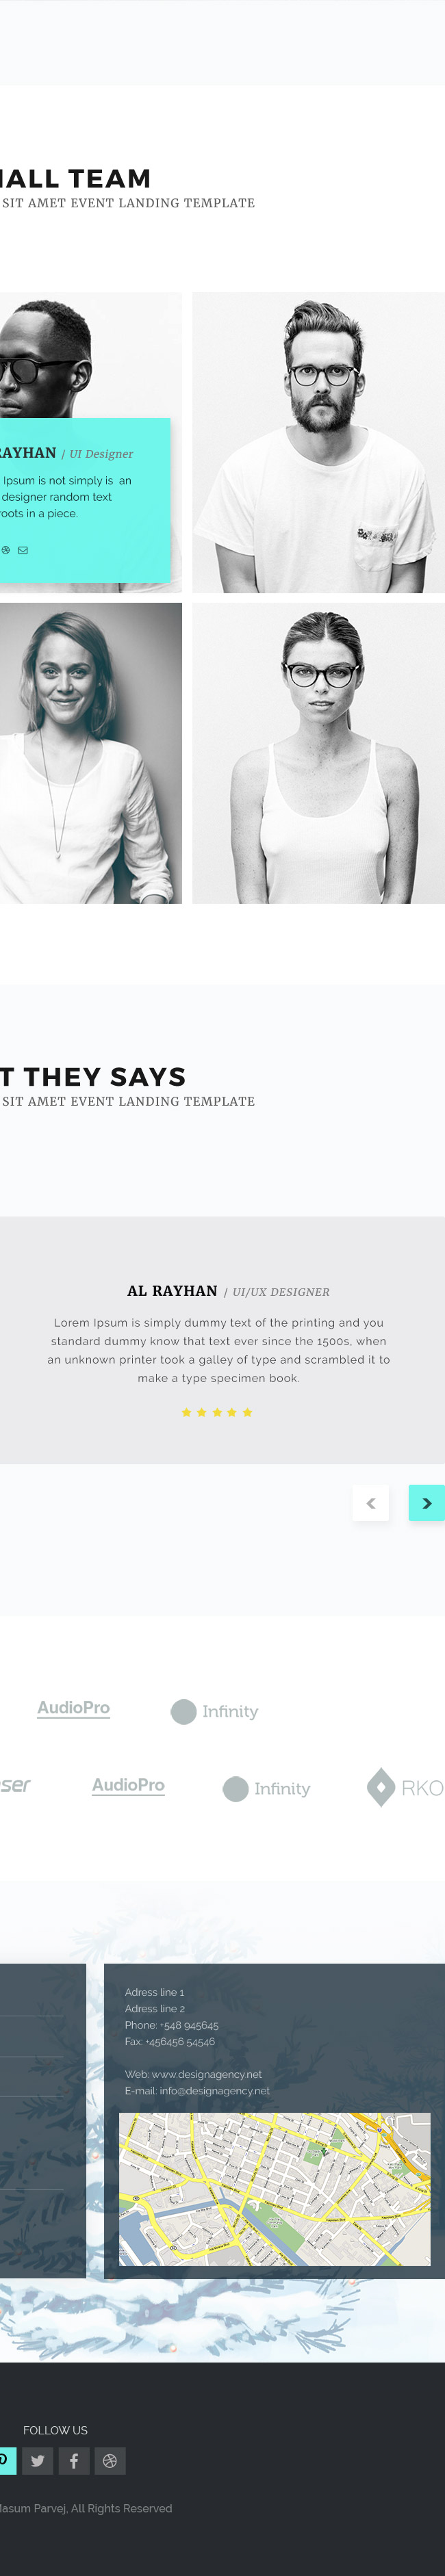 ALL TEAM
SIT AMET EVENT LANDING TEMPLATE
RAYHAN / UI Designer
Ipsum is not simply is an
designer random text
roots in a piece.
T THEY SAYS
SIT AMET EVENT LANDING TEMPLATE
AL RAYHAN / UI/UX DESIGNER
Lorem Ipsum is simply dummy text of the printing and you
standard dummy know that text ever since the 1500s, when
an unknown printer took a galley of type and scrambled it to
make a type specimen book.
AudioPro Infinity
ser AudioPro Infinity RKO
Adress line 1
Adress line 2
Phone: +548 945645
Fax: +456456 54546
Web: www.designagency.net
E-mail: info@designagency.net
FOLLOW US
Masum Parvej, All Rights Reserved